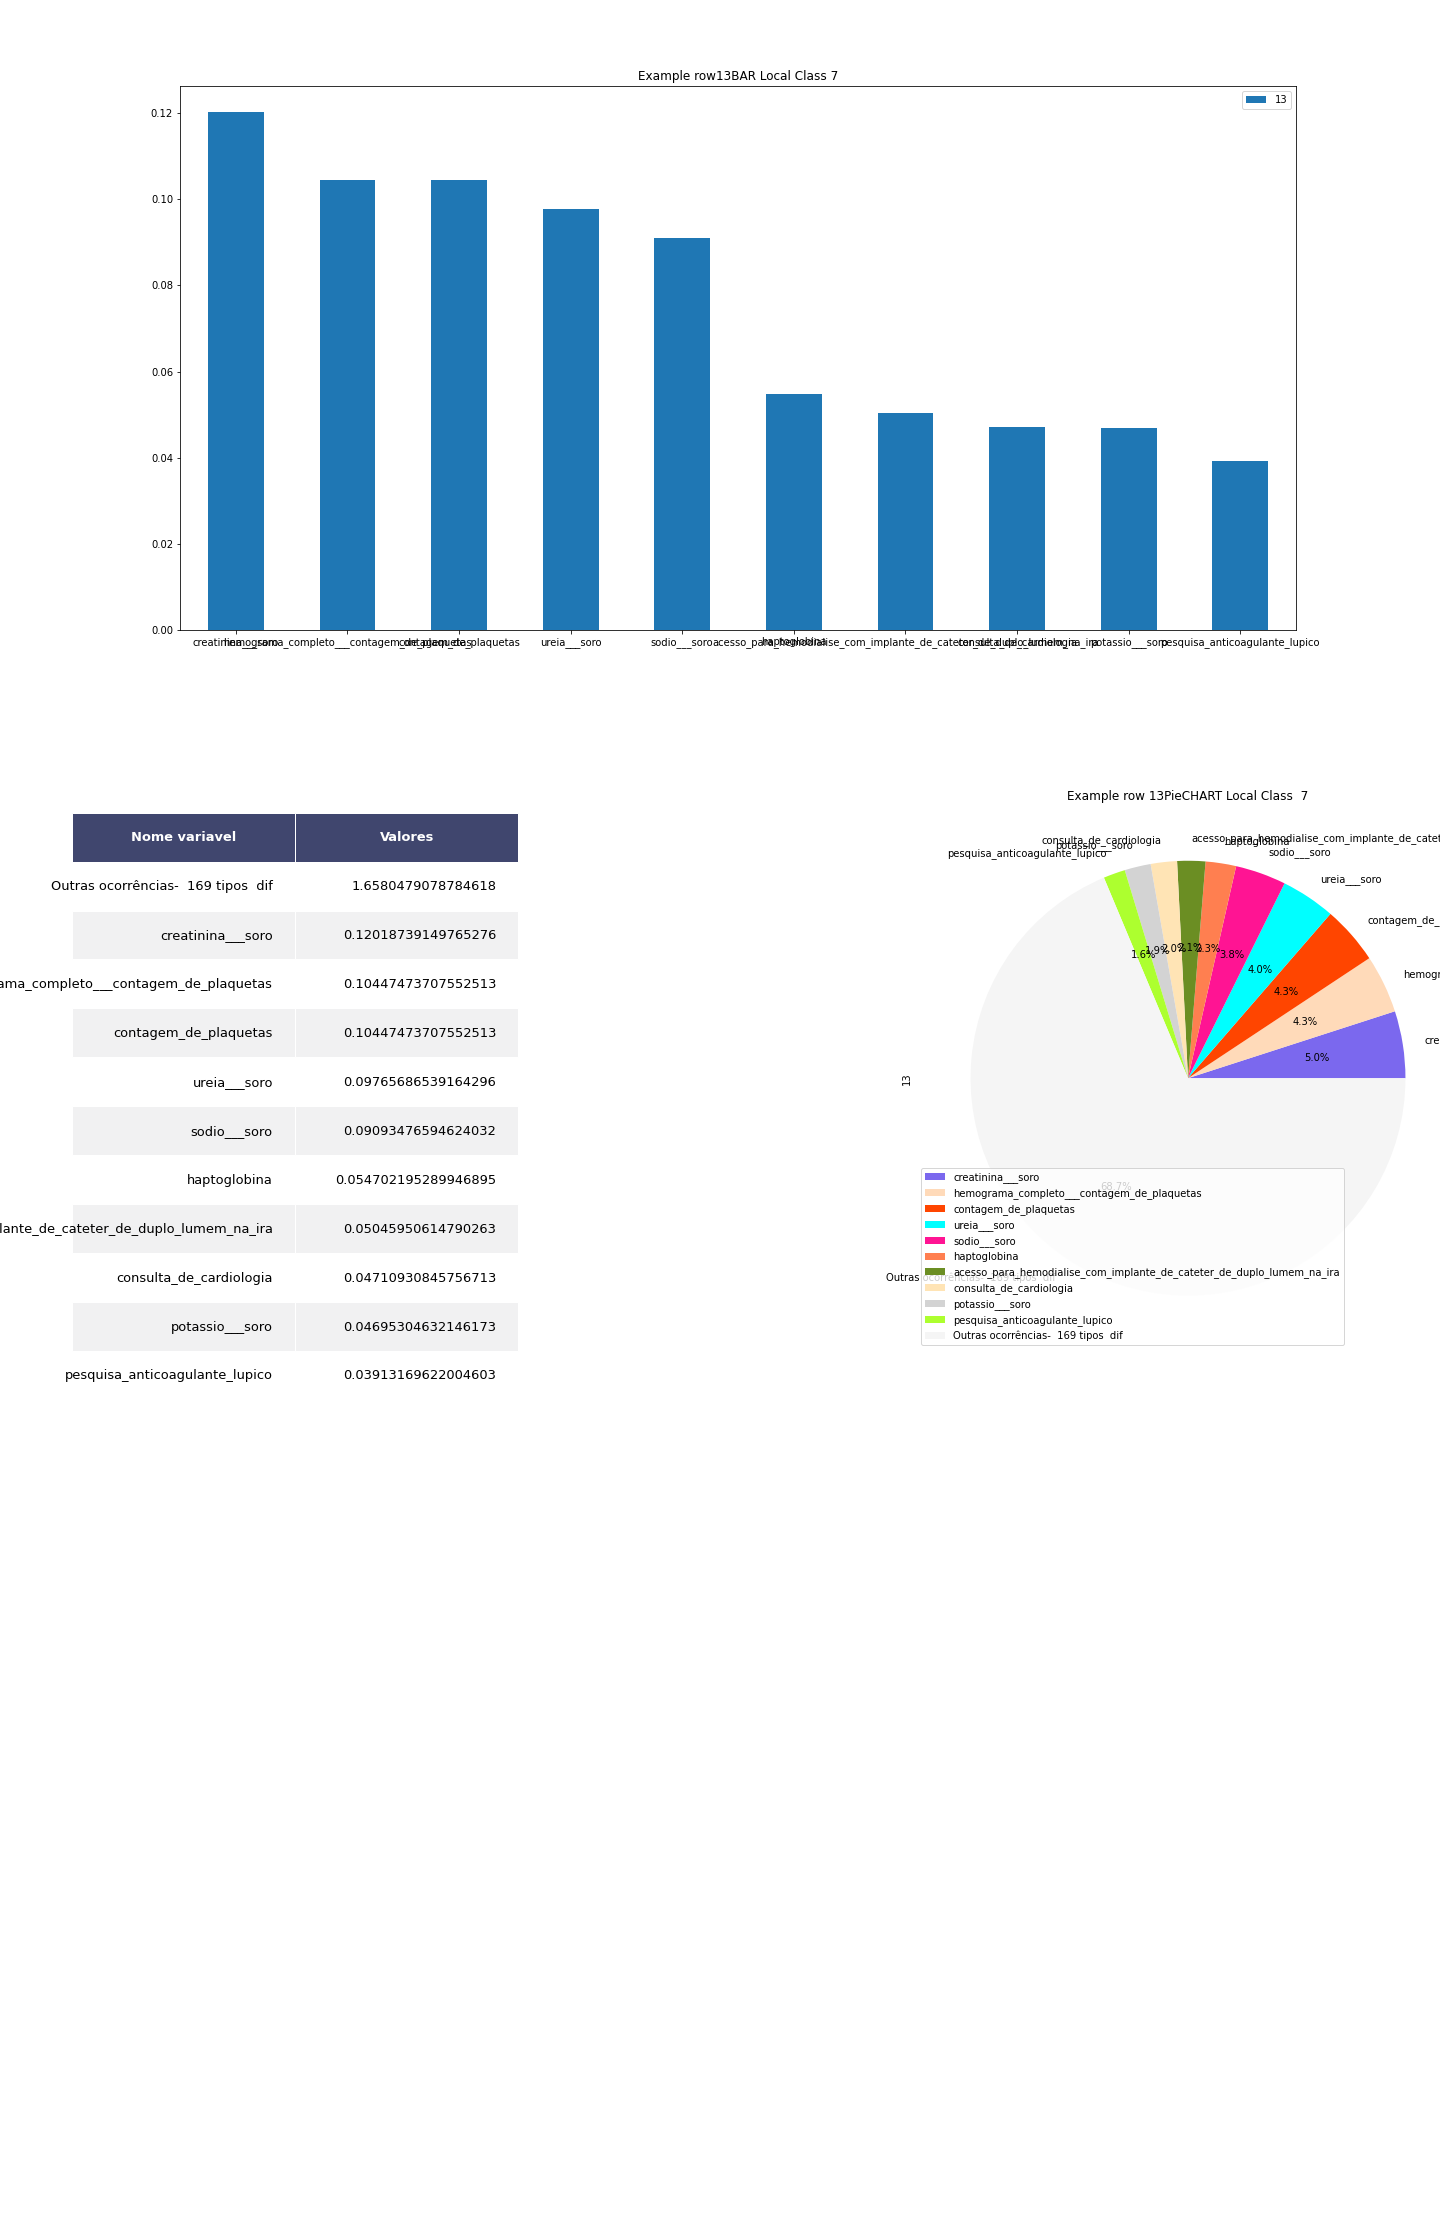 Example row13BAR Local Class 7
13
0.12
0.10
0.08
0.06
0.04
0.02
0.00
creatinina___soro
hemograma_completo___contagem_de_plaquetas
contagem_de_plaquetas
ureia___soro
sodio___soro
haptoglobina
acesso_para_hemodialise_com_implante_de_cateter_de_duplo_lumem_na_ira
consulta_de_cardiologia
potassio___soro
pesquisa_anticoagulante_lupico
Nome variavel Valores
Outras ocorrências-  169 tipos  dif 1.6580479078784618
creatinina___soro 0.12018739149765276
ama_completo___contagem_de_plaquetas 0.10447473707552513
contagem_de_plaquetas 0.10447473707552513
ureia___soro 0.09765686539164296
sodio___soro 0.09093476594624032
haptoglobina 0.054702195289946895
lante_de_cateter_de_duplo_lumem_na_ira 0.05045950614790263
consulta_de_cardiologia 0.04710930845756713
potassio___soro 0.04695304632146173
pesquisa_anticoagulante_lupico 0.03913169622004603
Example row 13PieCHART Local Class  7
acesso_para_hemodialise_com_implante_de_catet
consulta_de_cardiologia
haptoglobina
potassio___soro
pesquisa_anticoagulante_lupico
sodio___soro
ureia___soro
contagem_de_
hemogr
cre
1.6%
1.9%
2.0%
2.1%
2.3%
3.8%
4.0%
4.3%
4.3%
5.0%
13
68.7%
Outras ocorrências-  169 tipos  dif
creatinina___soro
hemograma_completo___contagem_de_plaquetas
contagem_de_plaquetas
ureia___soro
sodio___soro
haptoglobina
acesso_para_hemodialise_com_implante_de_cateter_de_duplo_lumem_na_ira
consulta_de_cardiologia
potassio___soro
pesquisa_anticoagulante_lupico
Outras ocorrências-  169 tipos  dif